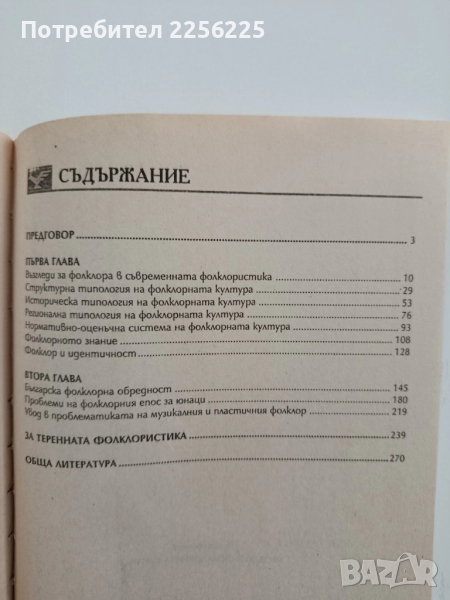 Потребител 2256225
СЪДЪРЖАНИЕ
ПРЕДГОВОР 3
ПЪРВА ГЛАВА
Възгледи за фолклора в съвременната фолклористика 10
Структурна типология на фолклорната култура 29
Историческа типология на фолклорната култура 53
Регионална типология на фолклорната култура 76
Нормативно-оценъчна система на фолклорната култура 93
Фолклорното знание 108
Фолклор и идентичност 128
ВТОРА ГЛАВА
Българска фолклорна обредност 145
Проблеми на фолклорния епос за юнаци 180
Увод в проблематиката на музикалния и пластичния фолклор 219
ЗА ТЕРЕННАТА ФОЛКЛОРИСТИКА 239
ОБЩА ЛИТЕРАТУРА 270
BAZAR